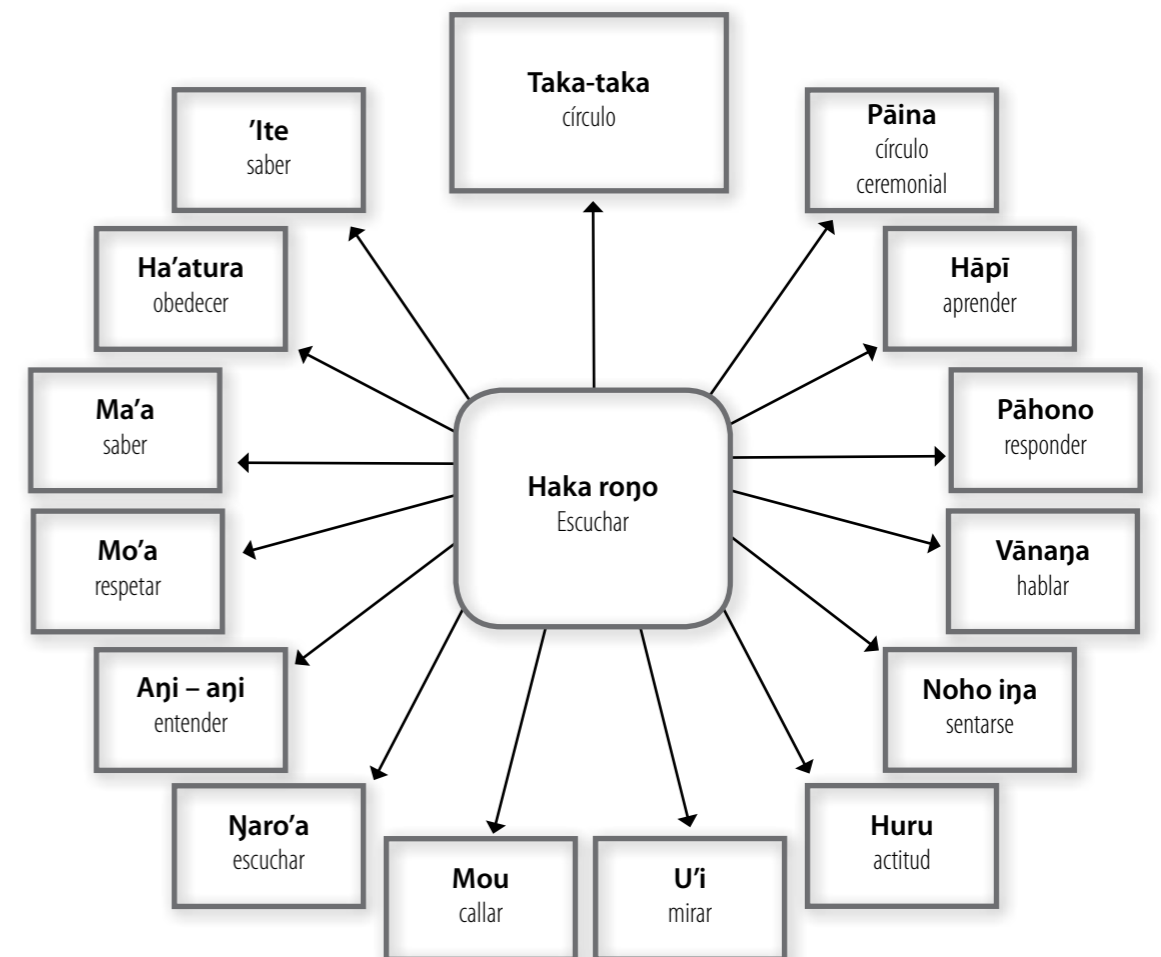 Taka-taka
círculo
Pāina
círculo
ceremonial
Hāpī
aprender
Pāhono
responder
Vānaŋa
hablar
Noho iŋa
sentarse
Huru
actitud
U’i
mirar
Mou
callar
Ŋaro’a
escuchar
Aŋi – aŋi
entender
Mo’a
respetar
Ma’a
saber
Ha’atura
obedecer
’Ite
saber
Haka roŋo
Escuchar